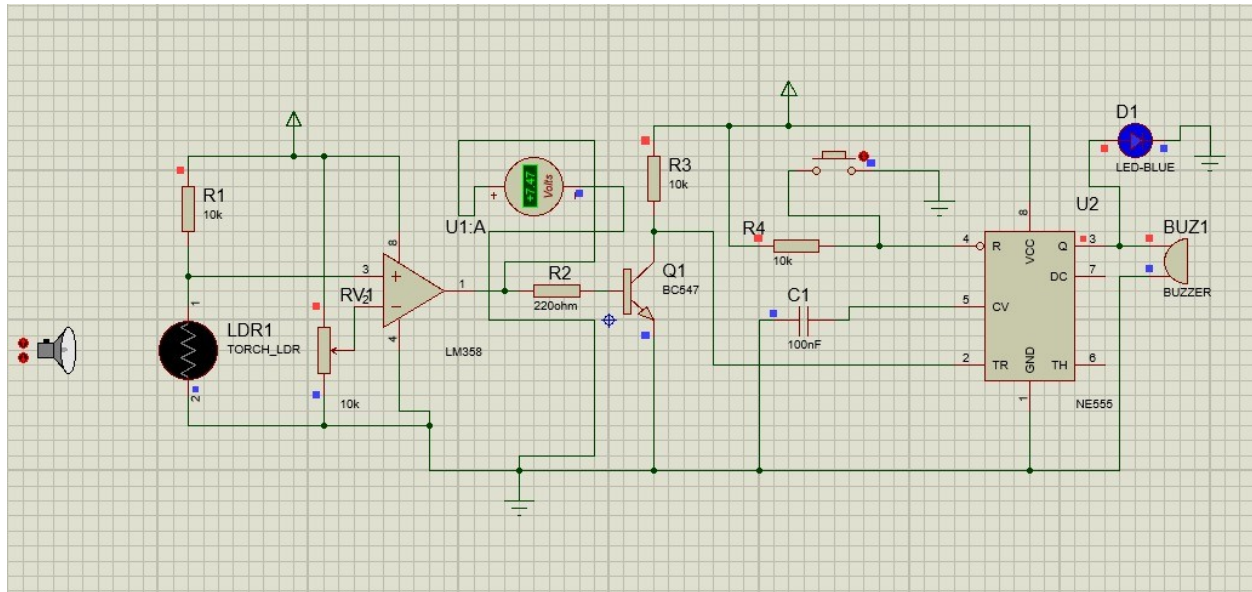 R1
10k
LDR1
TORCH_LDR
1
2
RV1
10k
U1:A
3
2
8
4
1
+
−
LM358
+7.47
Volts
+
R2
220ohm
R3
10k
Q1
BC547
R4
10k
C1
100nF
U2
NE555
4
R
5
CV
2
TR
8
VCC
GND
1
Q
3
DC
7
TH
6
D1
LED-BLUE
BUZ1
BUZZER